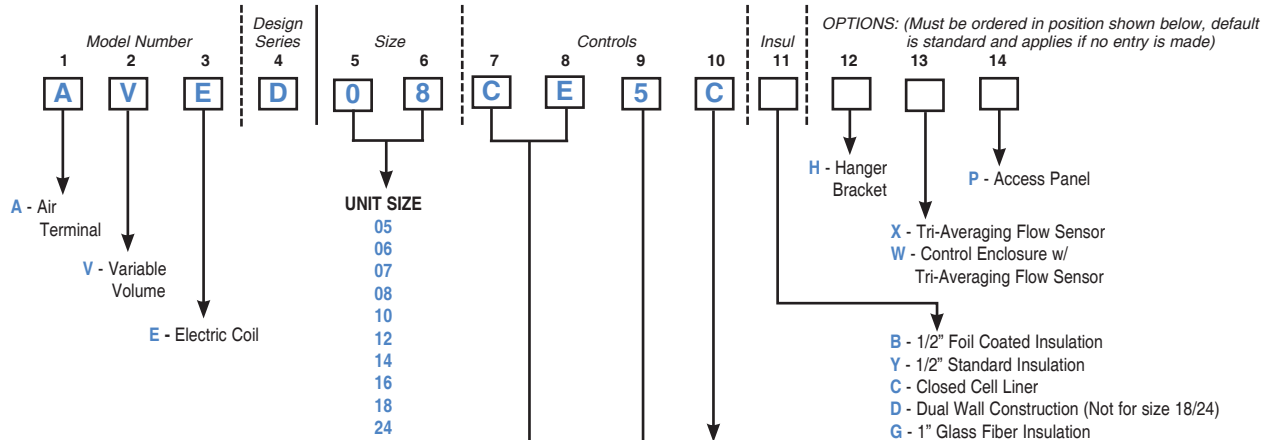 OPTIONS: (Must be ordered in position shown below, default
is standard and applies if no entry is made)
Model Number
Design
Series
Size
Controls
Insul
1 2 3 4 5 6 7 8 9 10 11 12 13 14
A V E D 0 8 C E 5 C
A - Air
Terminal
V - Variable
Volume
E - Electric Coil
UNIT SIZE
05
06
07
08
10
12
14
16
18
24
H - Hanger
Bracket
P - Access Panel
X - Tri-Averaging Flow Sensor
W - Control Enclosure w/
Tri-Averaging Flow Sensor
B - 1/2” Foil Coated Insulation
Y - 1/2” Standard Insulation
C - Closed Cell Liner
D - Dual Wall Construction (Not for size 18/24)
G - 1” Glass Fiber Insulation